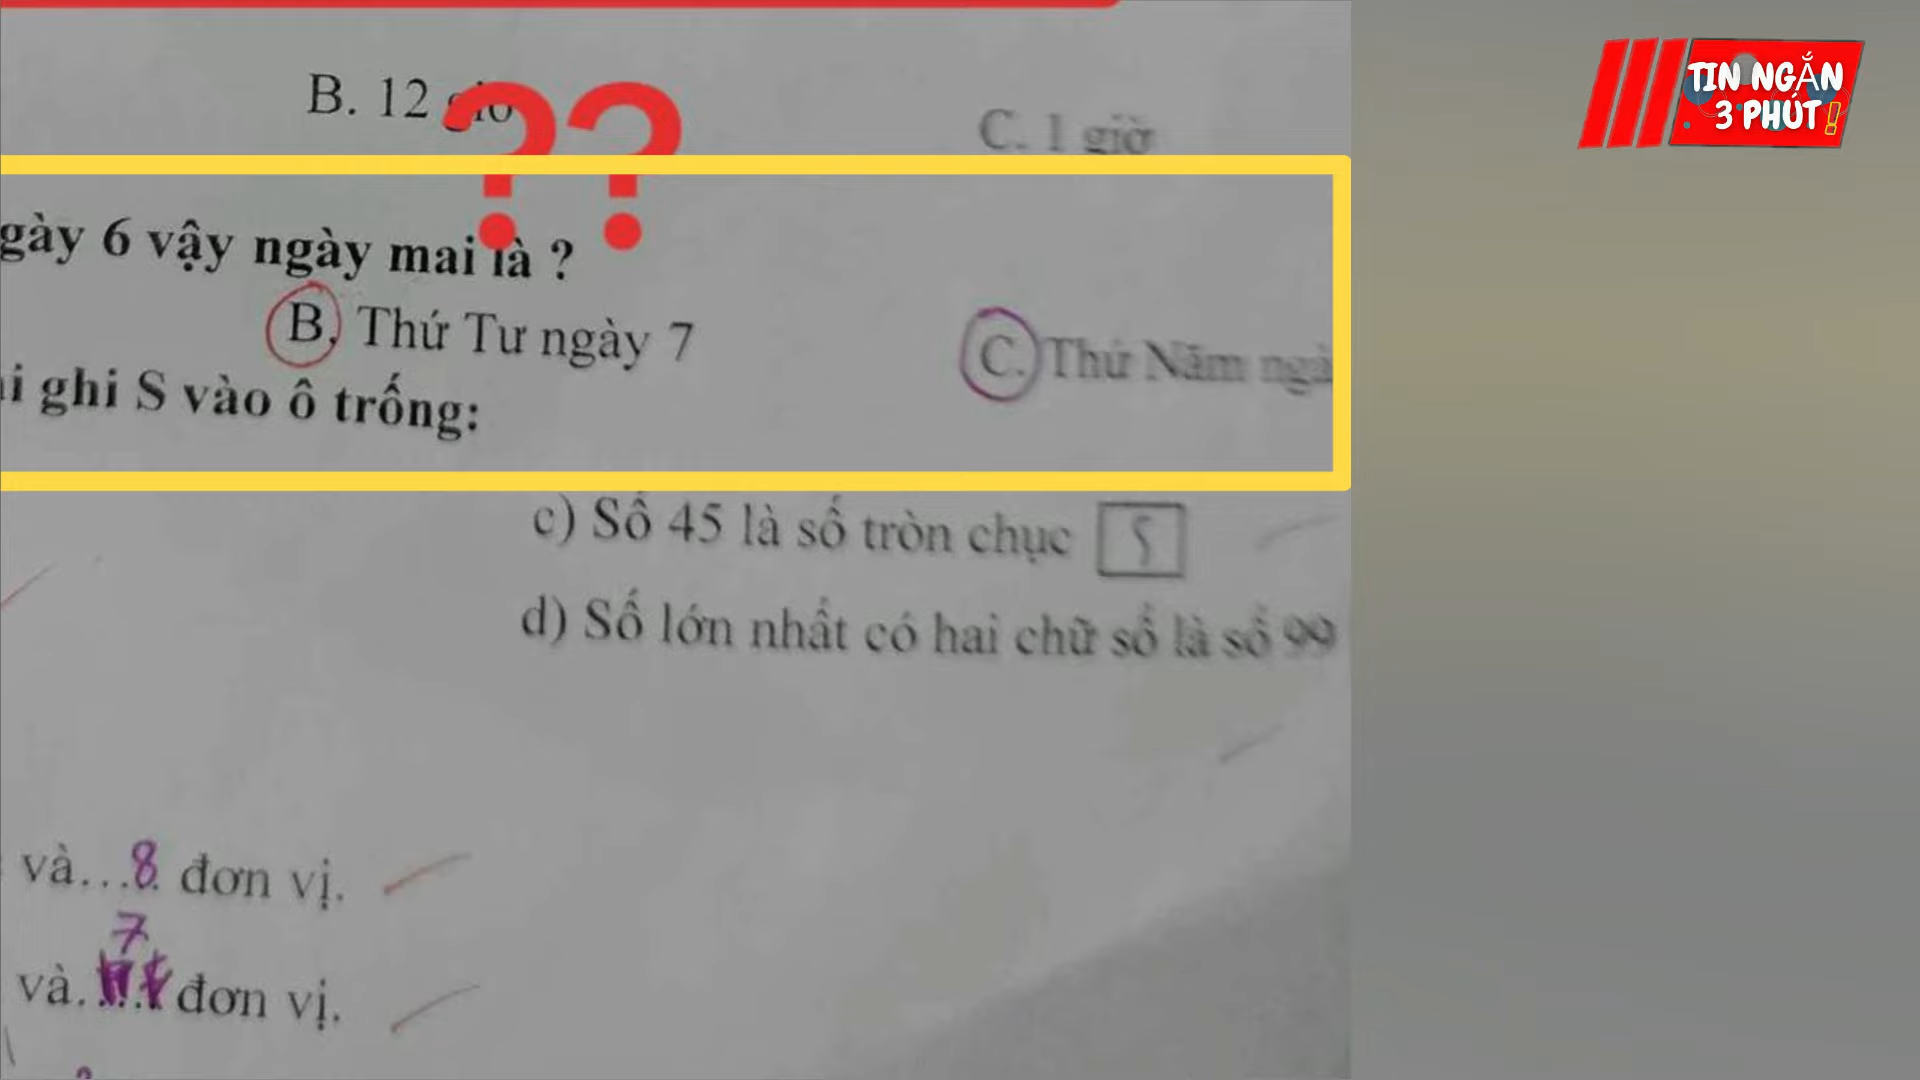 TIN NGẮN
3 PHÚT!
B. 12 giờ
C. 1 giờ
??
gày 6 vậy ngày mai là ?
B. Thứ Tư ngày 7
C. Thứ Năm ngà
i ghi S vào ô trống:
c) Số 45 là số tròn chục S
d) Số lớn nhất có hai chữ số là số 99
và...8. đơn vị.
7
và..... đơn vị.